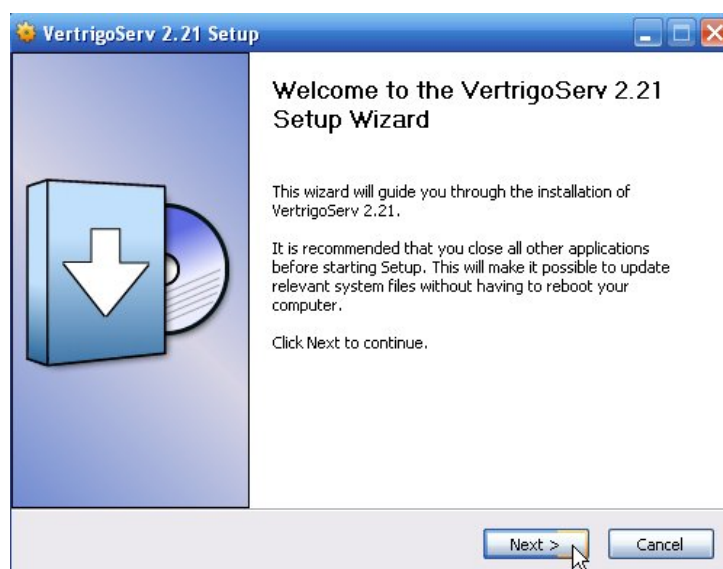 VertrigoServ 2.21 Setup
Welcome to the VertrigoServ 2.21
Setup Wizard
This wizard will guide you through the installation of
VertrigoServ 2.21.
It is recommended that you close all other applications
before starting Setup. This will make it possible to update
relevant system files without having to reboot your
computer.
Click Next to continue.
Next >
Cancel